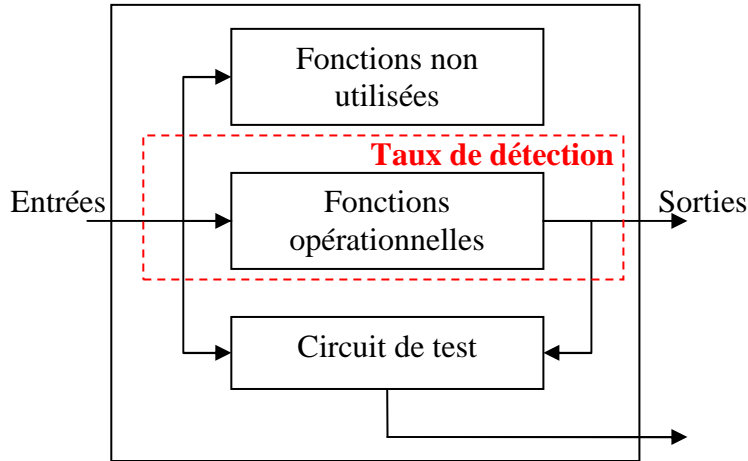 Fonctions non
utilisées
Taux de détection
Entrées
Fonctions
opérationnelles
Sorties
Circuit de test